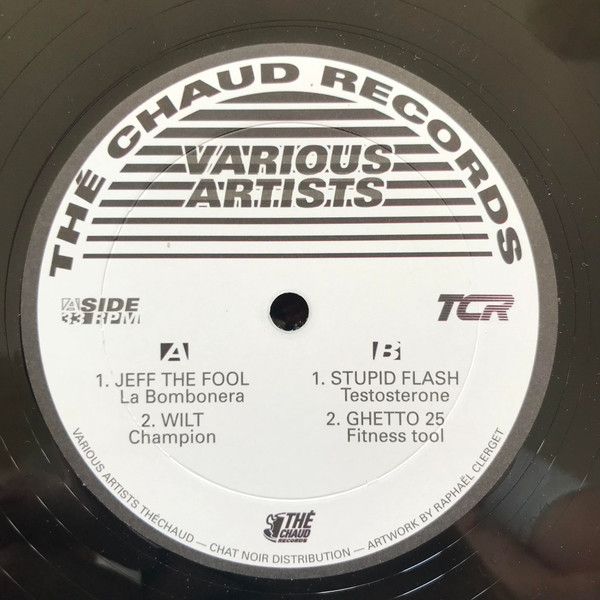 THÉ CHAUD RECORDS
VARIOUS
ARTISTS
A SIDE
33 RPM
TCR
A
1. JEFF THE FOOL
La Bombonera
2. WILT
Champion
B
1. STUPID FLASH
Testosterone
2. GHETTO 25
Fitness tool
THÉ
CHAUD
RECORDS
VARIOUS ARTISTS THÉCHAUD — CHAT NOIR DISTRIBUTION — ARTWORK BY RAPHAËL CLERGET